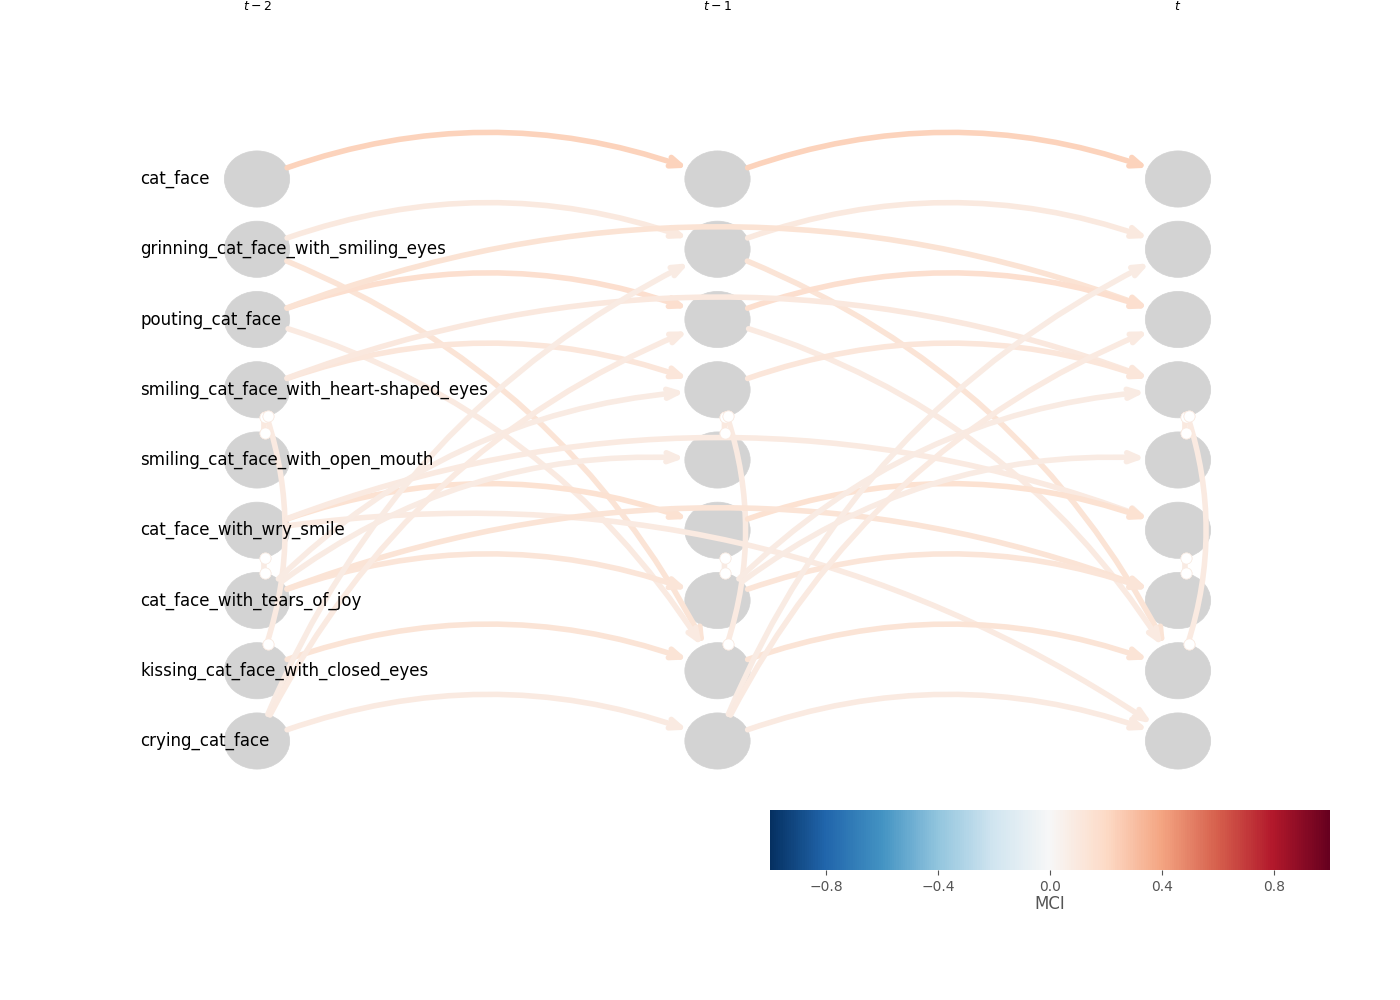 t − 2
t − 1
t
cat_face
grinning_cat_face_with_smiling_eyes
pouting_cat_face
smiling_cat_face_with_heart-shaped_eyes
smiling_cat_face_with_open_mouth
cat_face_with_wry_smile
cat_face_with_tears_of_joy
kissing_cat_face_with_closed_eyes
crying_cat_face
−0.8
−0.4
0.0
0.4
0.8
MCI